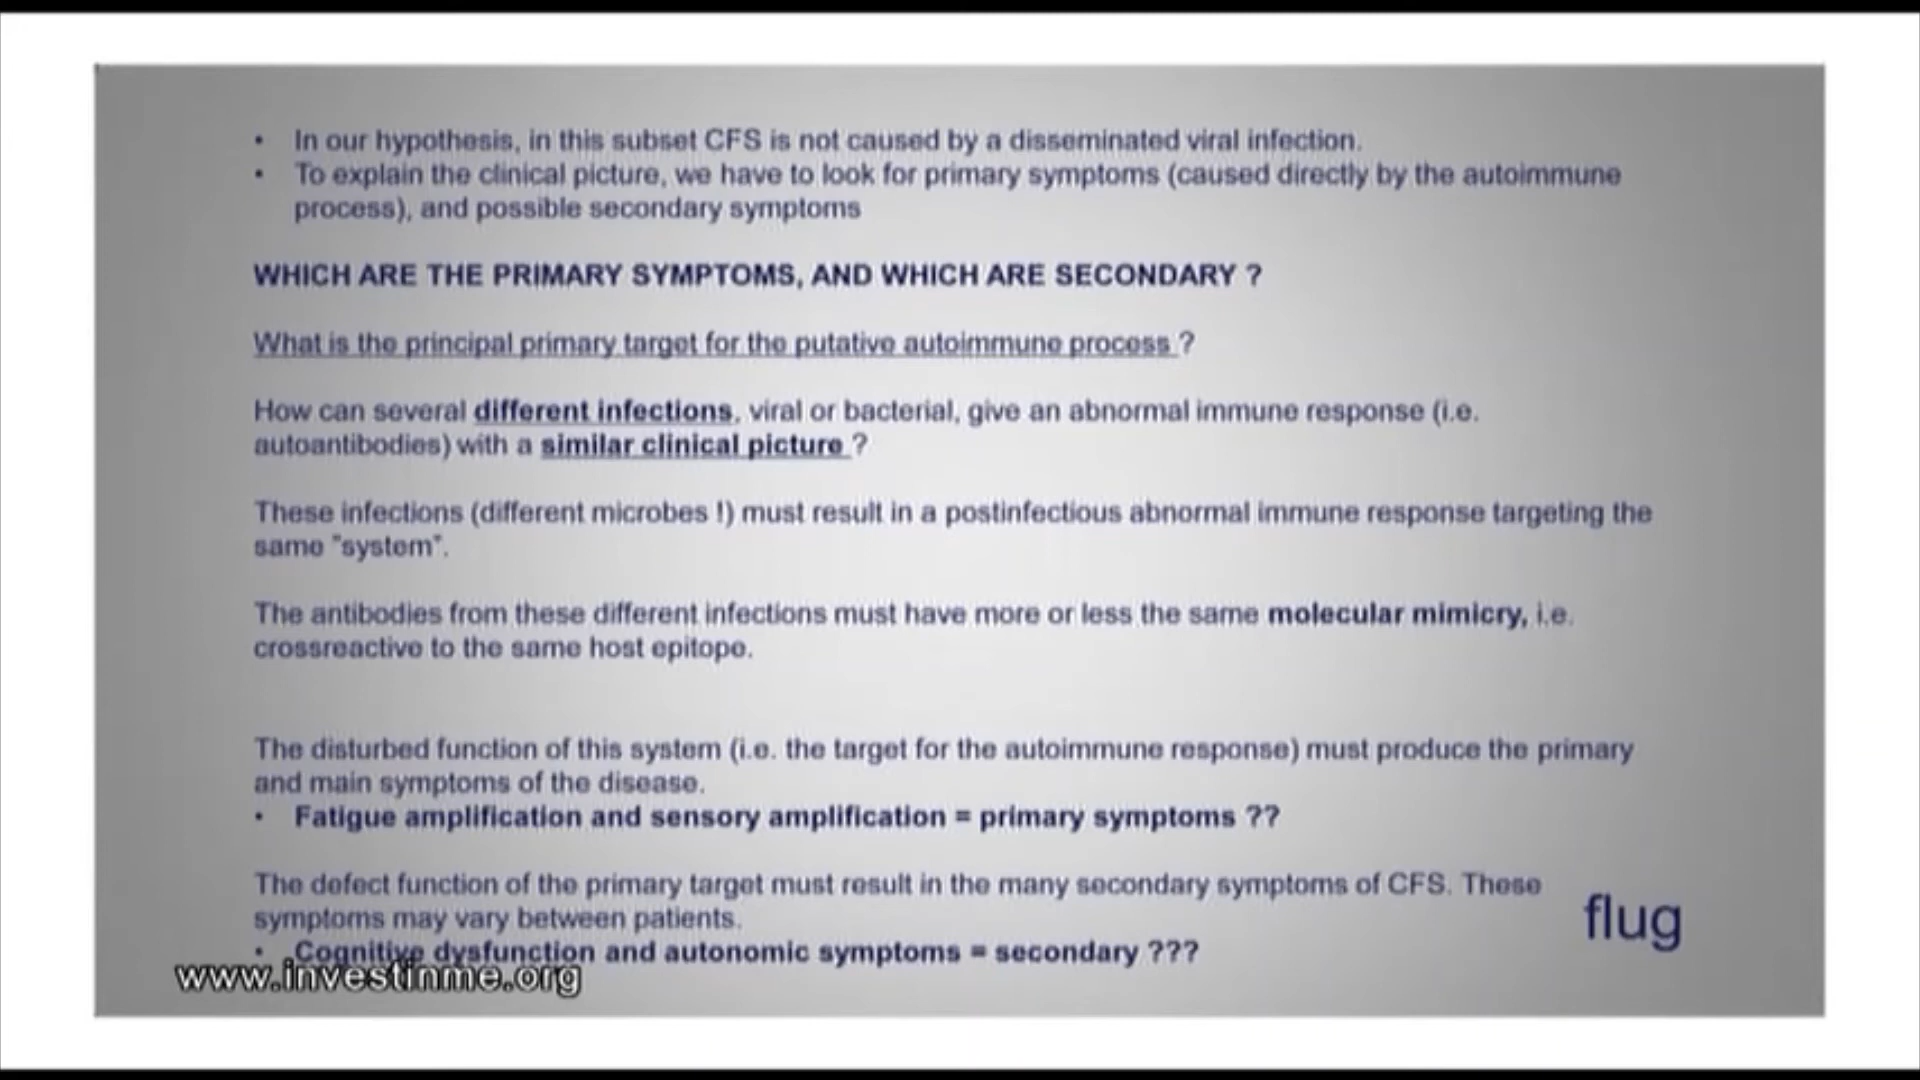 • In our hypothesis, in this subset CFS is not caused by a disseminated viral infection.
• To explain the clinical picture, we have to look for primary symptoms (caused directly by the autoimmune
process), and possible secondary symptoms
WHICH ARE THE PRIMARY SYMPTOMS, AND WHICH ARE SECONDARY ?
What is the principal primary target for the putative autoimmune process ?
How can several different infections, viral or bacterial, give an abnormal immune response (i.e.
autoantibodies) with a similar clinical picture ?
These infections (different microbes !) must result in a postinfectious abnormal immune response targeting the
same "system".
The antibodies from these different infections must have more or less the same molecular mimicry, i.e.
crossreactive to the same host epitope.
The disturbed function of this system (i.e. the target for the autoimmune response) must produce the primary
and main symptoms of the disease.
• Fatigue amplification and sensory amplification = primary symptoms ??
The defect function of the primary target must result in the many secondary symptoms of CFS. These
symptoms may vary between patients.
• Cognitive dysfunction and autonomic symptoms = secondary ???
flug
www.investinme.org